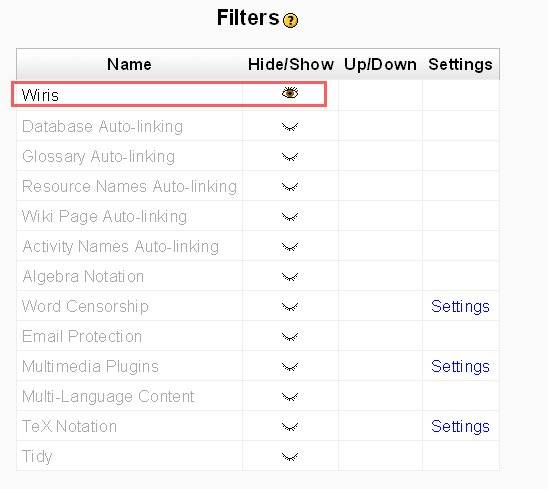 Filters ?
Name Hide/Show Up/Down Settings
Wiris
Database Auto-linking
Glossary Auto-linking
Resource Names Auto-linking
Wiki Page Auto-linking
Activity Names Auto-linking
Algebra Notation
Word Censorship Settings
Email Protection
Multimedia Plugins Settings
Multi-Language Content
TeX Notation Settings
Tidy